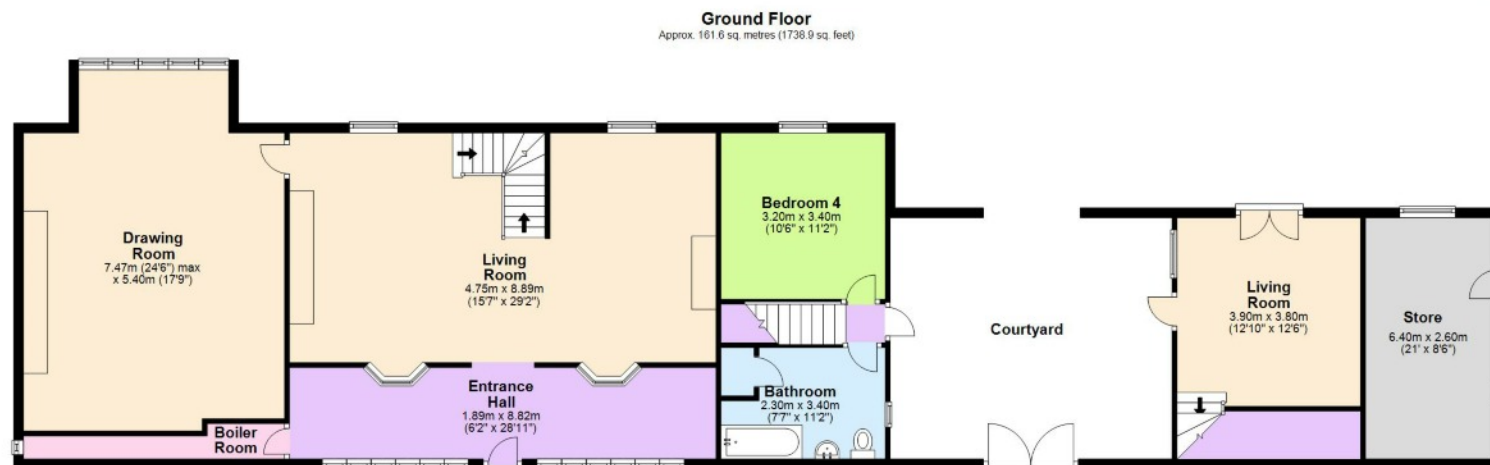 Ground Floor
Approx. 161.6 sq. metres (1738.9 sq. feet)
Drawing
Room
7.47m (24'6") max
x 5.40m (17'9")
Living
Room
4.75m x 8.89m
(15'7" x 29'2")
Bedroom 4
3.20m x 3.40m
(10'6" x 11'2")
Courtyard
Living
Room
3.90m x 3.80m
(12'10" x 12'6")
Store
6.40m x 2.60m
(21' x 8'6")
Entrance
Hall
1.89m x 8.82m
(6'2" x 28'11")
Bathroom
2.30m x 3.40m
(7'7" x 11'2")
Boiler
Room